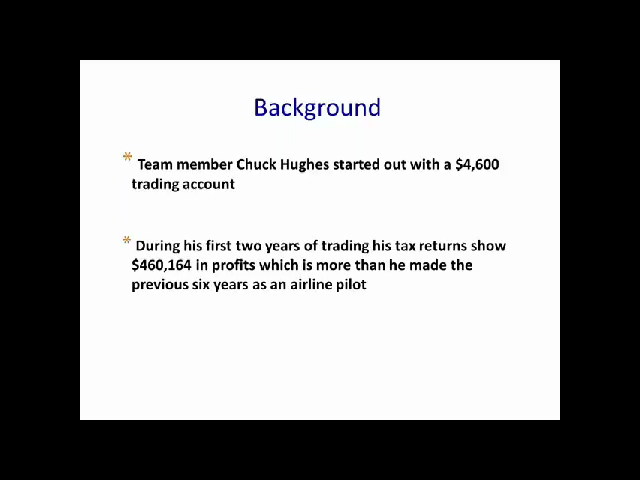 Background
* Team member Chuck Hughes started out with a $4,600
trading account
* During his first two years of trading his tax returns show
$460,164 in profits which is more than he made the
previous six years as an airline pilot